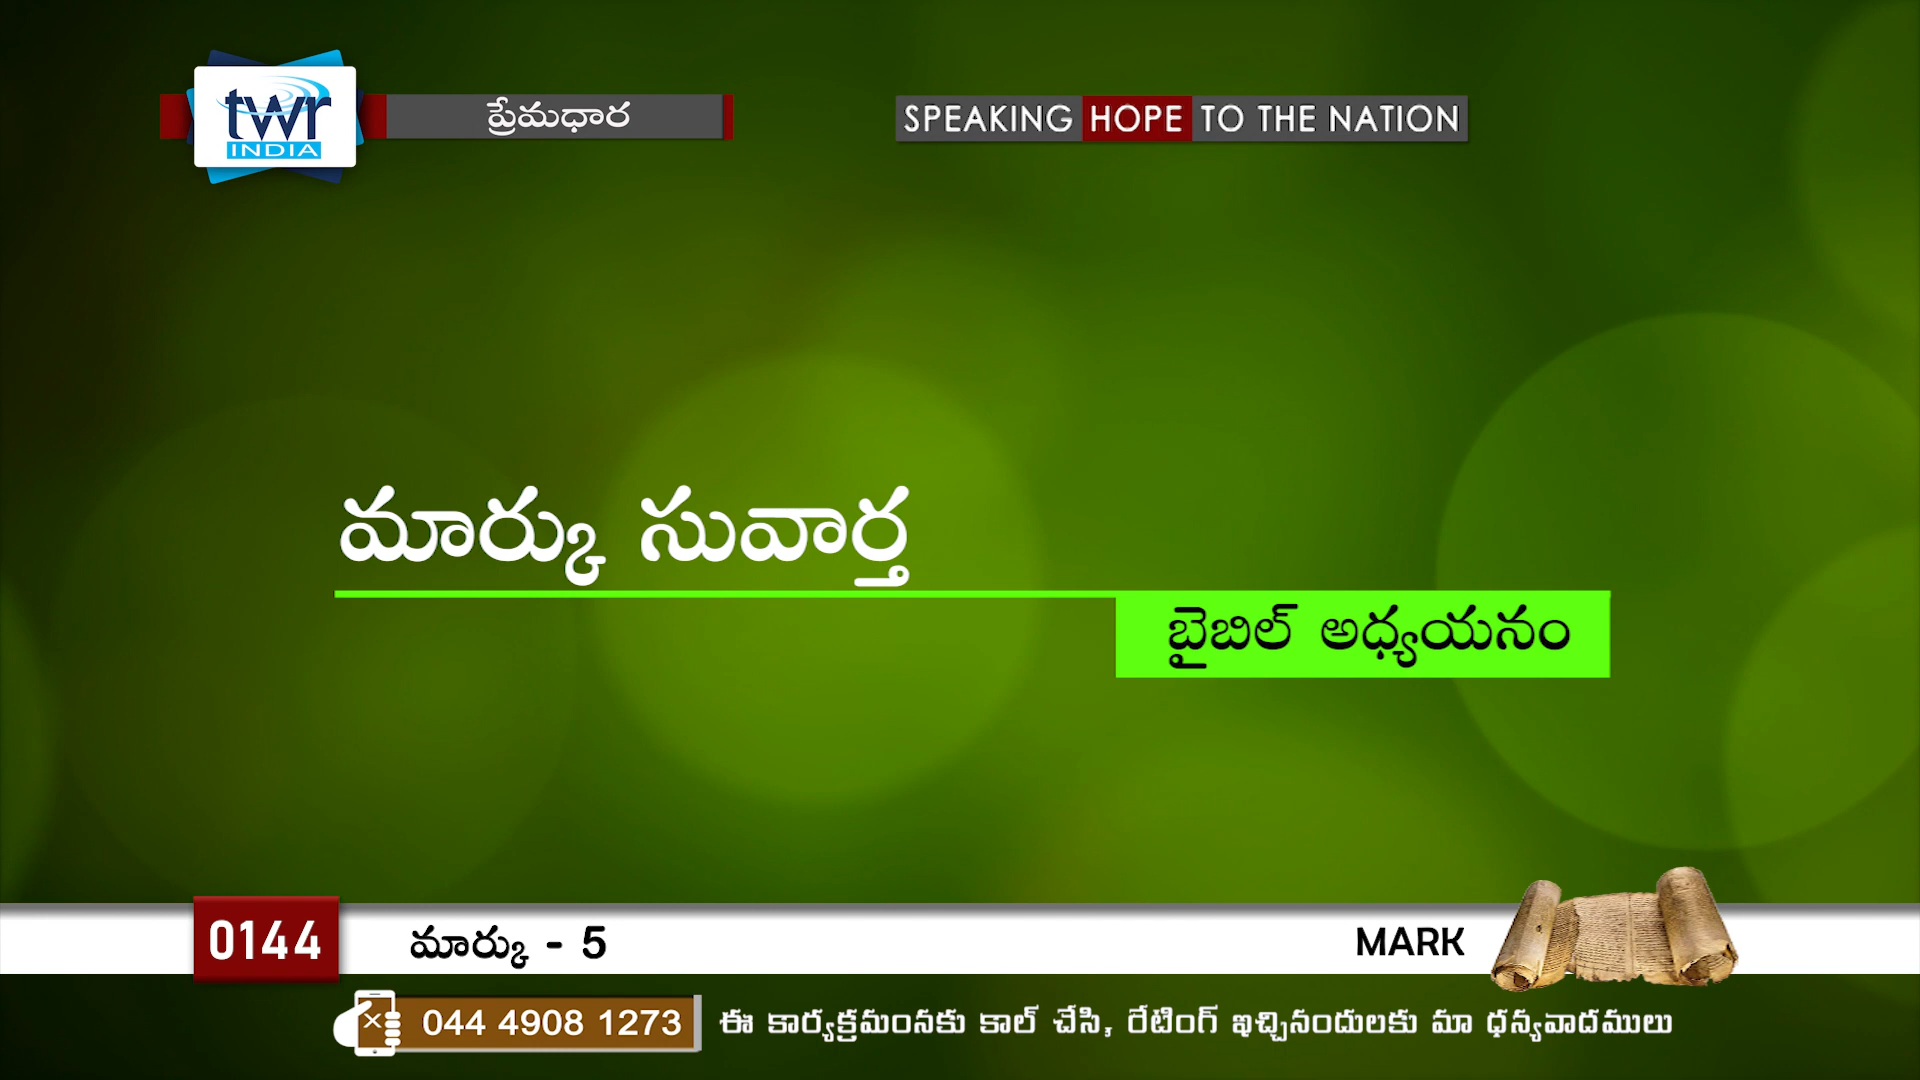 twr
INDIA
ప్రేమధార
SPEAKING HOPE TO THE NATION
మార్కు సువార్త
బైబిల్ అధ్యయనం
0144
మార్కు - 5
MARK
044 4908 1273
ఈ కార్యక్రమంనకు కాల్ చేసి, రేటింగ్ ఇచ్చినందులకు మా ధన్యవాదములు